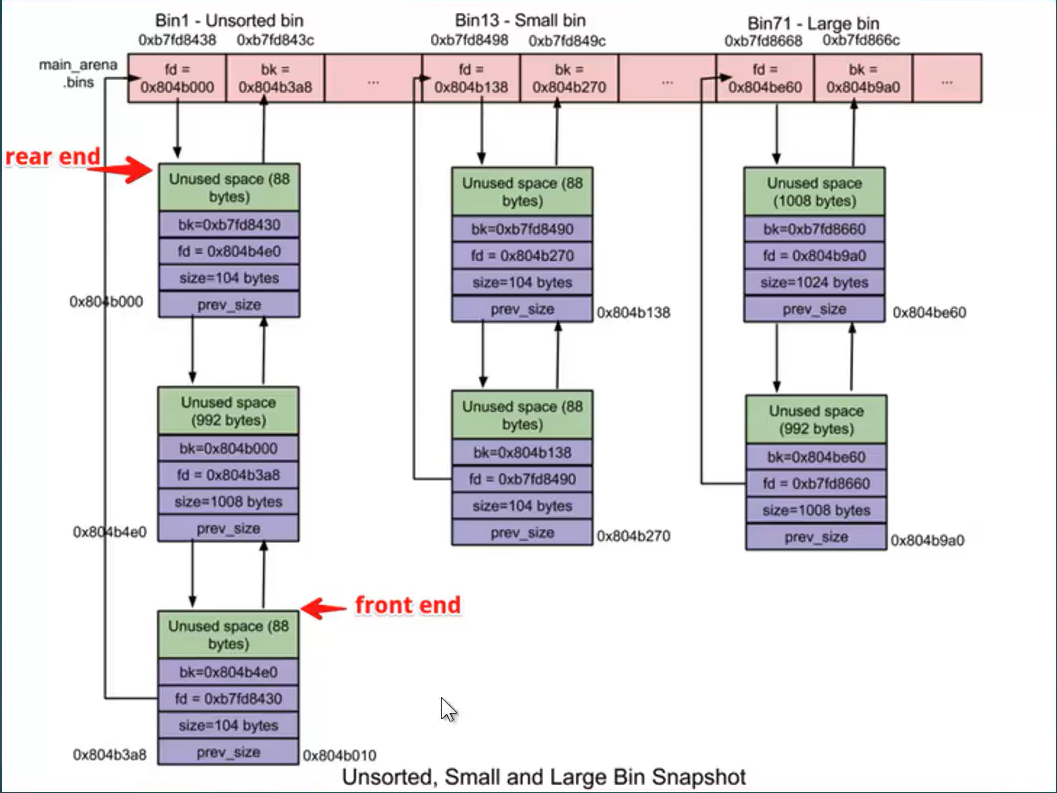 Bin1 - Unsorted bin
0xb7fd8438
0xb7fd843c
Bin13 - Small bin
0xb7fd8498
0xb7fd849c
Bin71 - Large bin
0xb7fd8668
0xb7fd866c
main_arena
.bins
fd =
0x804b000
bk =
0x804b3a8
...
fd =
0x804b138
bk =
0x804b270
...
fd =
0x804be60
bk =
0x804b9a0
...
rear end
Unused space (88
bytes)
bk=0xb7fd8430
fd = 0x804b4e0
size=104 bytes
prev_size
0x804b000
Unused space
(992 bytes)
bk=0x804b000
fd = 0x804b3a8
size=1008 bytes
prev_size
0x804b4e0
front end
Unused space (88
bytes)
bk=0x804b4e0
fd = 0xb7fd8430
size=104 bytes
prev_size
0x804b3a8
0x804b010
Unused space (88
bytes)
bk=0xb7fd8490
fd = 0x804b270
size=104 bytes
prev_size
0x804b138
Unused space (88
bytes)
bk=0x804b138
fd = 0xb7fd8490
size=104 bytes
prev_size
0x804b270
Unused space
(1008 bytes)
bk=0xb7fd8660
fd = 0x804b9a0
size=1024 bytes
prev_size
0x804be60
Unused space
(992 bytes)
bk=0x804be60
fd = 0xb7fd8660
size=1008 bytes
prev_size
0x804b9a0
Unsorted, Small and Large Bin Snapshot